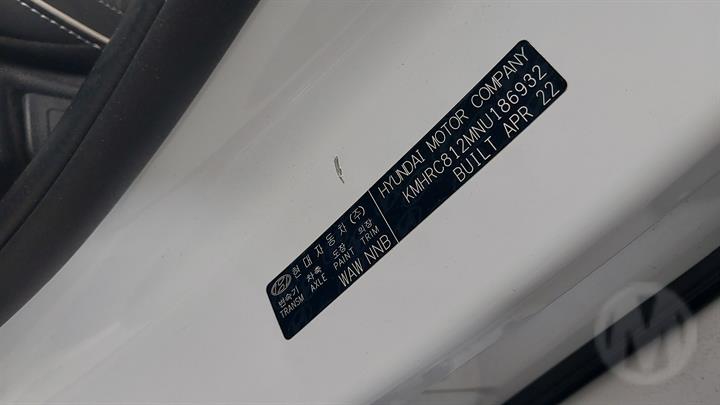 현대자동차(주)
변속기 차축 도장 의장
TRANSM AXLE PAINT TRIM
WAW NNB
HYUNDAI MOTOR COMPANY
KMHRC812MNU186932
BUILT APR 22
M